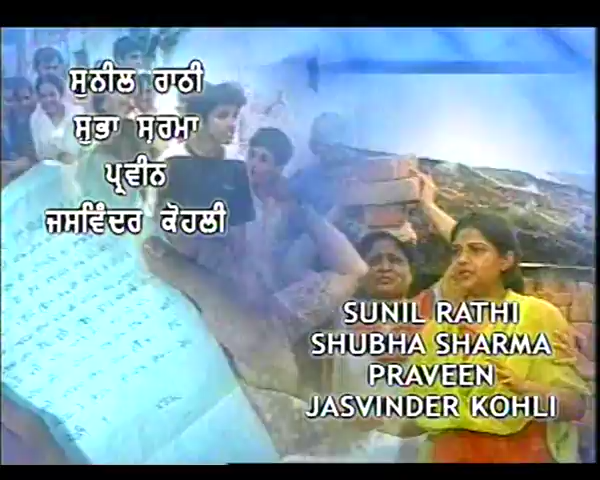 ਸੁਨੀਲ ਰਾਠੀ
ਸ਼ੁਭਾ ਸ਼ਰਮਾ
ਪ੍ਰਵੀਨ
ਜਸਵਿੰਦਰ ਕੋਹਲੀ
SUNIL RATHI
SHUBHA SHARMA
PRAVEEN
JASVINDER KOHLI